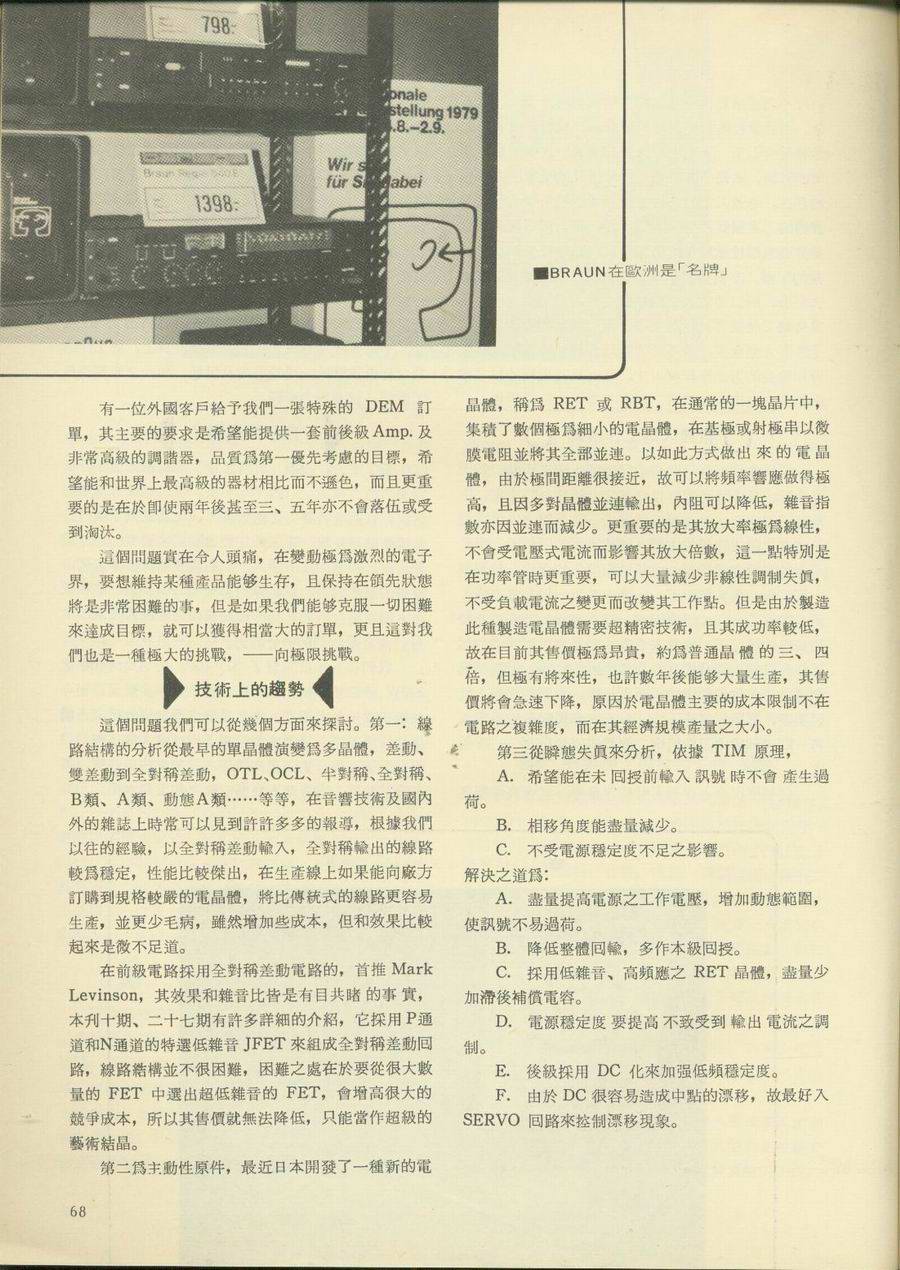 798.-
onale
stellung 1979
.8.–2.9.
Wir s
für S abei
Braun Regie 550 E
1398.-
■BRAUN在歐洲是「名牌」
有一位外國客戶給予我們一張特殊的 DEM 訂
單，其主要的要求是希望能提供一套前後級 Amp. 及
非常高級的調諧器，品質爲第一優先考慮的目標，希
望能和世界上最高級的器材相比而不遜色，而且更重
要的是在於卽使兩年後甚至三、五年亦不會落伍或受
到淘汰。
這個問題實在令人頭痛，在變動極爲激烈的電子
界，要想維持某種產品能够生存，且保持在領先狀態
將是非常困難的事，但是如果我們能够克服一切困難
來達成目標，就可以獲得相當大的訂單，更且這對我
們也是一種極大的挑戰，——向極限挑戰。
技術上的趨勢
這個問題我們可以從幾個方面來探討。第一：線
路結構的分析從最早的單晶體演變爲多晶體，差動、
雙差動到全對稱差動，OTL、OCL、半對稱、全對稱、
B類、A類、動態A類……等等，在音響技術及國內
外的雜誌上時常可以見到許許多多的報導，根據我們
以往的經驗，以全對稱差動輸入，全對稱輸出的線路
較爲穩定，性能比較傑出，在生產線上如果能向廠方
訂購到規格較嚴的電晶體，將比傳統式的線路更容易
生產，並更少毛病，雖然增加些成本，但和效果比較
起來是微不足道。
在前級電路採用全對稱差動電路的，首推 Mark
Levinson，其效果和雜音比皆是有目共睹的事實，
本刋十期、二十七期有許多詳細的介紹，它採用P通
道和N通道的特選低雜音 JFET 來組成全對稱差動囘
路，線路結構並不很困難，困難之處在於要從很大數
量的 FET 中選出超低雜音的 FET，會增高很大的
競爭成本，所以其售價就無法降低，只能當作超級的
藝術結晶。
第二爲主動性原件，最近日本開發了一種新的電
晶體，稱爲 RET 或 RBT，在通常的一塊晶片中，
集積了數個極爲細小的電晶體，在基極或射極串以微
膜電阻並將其全部並連。以如此方式做出來的電晶
體，由於極間距離很接近，故可以將頻率響應做得極
高，且因多對晶體並連輸出，內阻可以降低，雜音指
數亦因並連而減少。更重要的是其放大率極爲線性，
不會受電壓式電流而影響其放大倍數，這一點特別是
在功率管時更重要，可以大量減少非線性調制失眞，
不受負載電流之變更而改變其工作點。但是由於製造
此種製造電晶體需要超精密技術，且其成功率較低，
故在目前其售價極爲昂貴，約爲普通晶體的三、四
倍，但極有將來性，也許數年後能够大量生產，其售
價將會急速下降，原因於電晶體主要的成本限制不在
電路之複雜度，而在其經濟規模產量之大小。
第三從瞬態失眞來分析，依據 TIM 原理，
A. 希望能在未囘授前輸入訊號時不會產生過
荷。
B. 相移角度能盡量減少。
C. 不受電源穩定度不足之影響。
解決之道爲：
A. 盡量提高電源之工作電壓，增加動態範圍，
使訊號不易過荷。
B. 降低整體囘輸，多作本級囘授。
C. 採用低雜音、高頻應之 RET 晶體，盡量少
加滯後補償電容。
D. 電源穩定度要提高不致受到輸出電流之調
制。
E. 後級採用 DC 化來加强低頻穩定度。
F. 由於 DC 很容易造成中點的漂移，故最好入
SERVO 囘路來控制漂移現象。
68